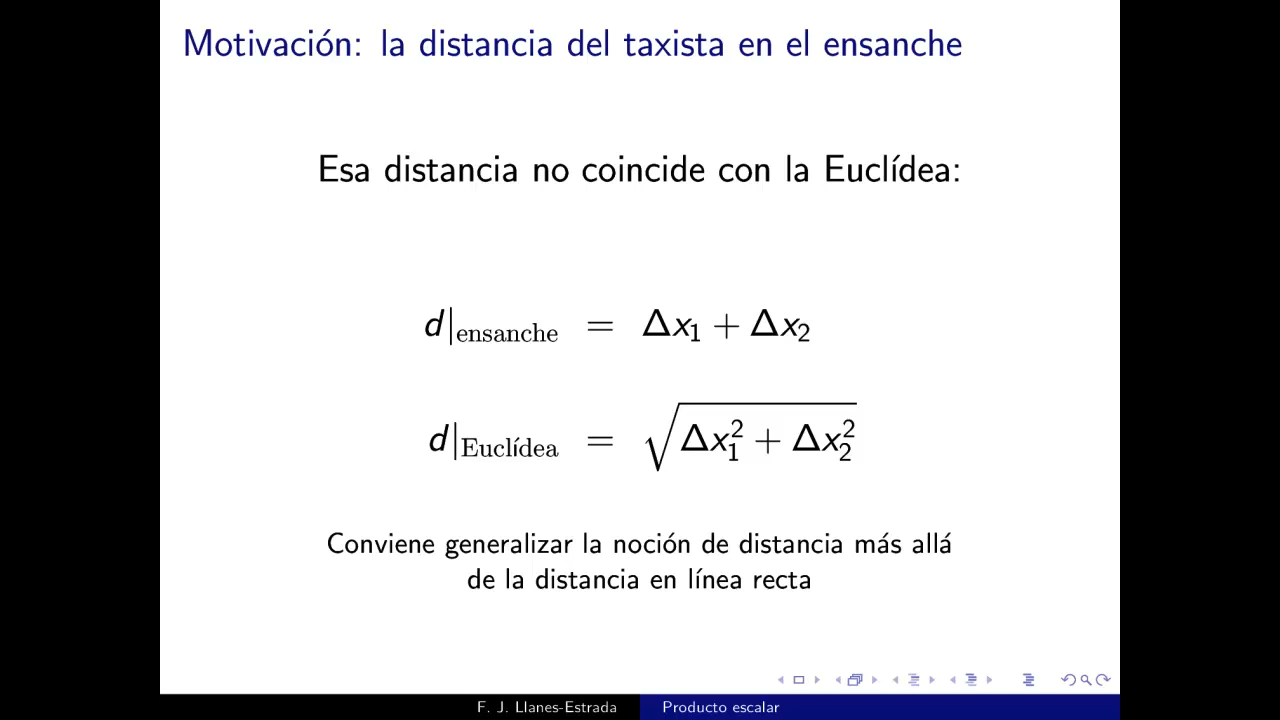 Motivación: la distancia del taxista en el ensanche
Esa distancia no coincide con la Euclídea:
d|ensanche = Δx₁ + Δx₂
d|Euclídea = √(Δx₁² + Δx₂²)
Conviene generalizar la noción de distancia más allá
de la distancia en línea recta
F. J. Llanes-Estrada Producto escalar